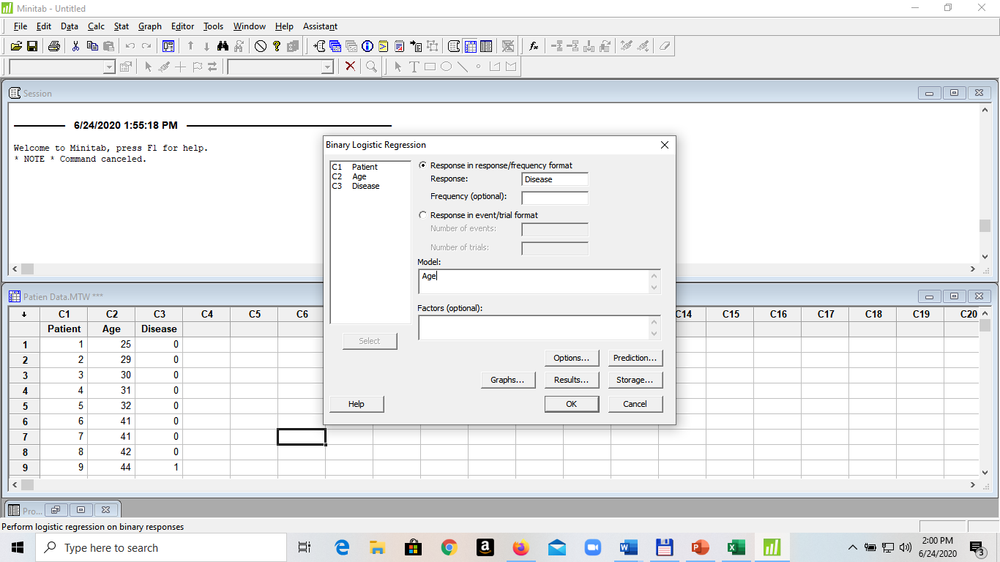 Minitab - Untitled
File Edit Data Calc Stat Graph Editor Tools Window Help Assistant
Session
6/24/2020 1:55:18 PM
Welcome to Minitab, press F1 for help.
* NOTE * Command canceled.
Binary Logistic Regression
C1 Patient
C2 Age
C3 Disease
Select
Help
Response in response/frequency format
Response: Disease
Frequency (optional):
Response in event/trial format
Number of events:
Number of trials:
Model:
Age
Factors (optional):
Options... Prediction...
Graphs... Results... Storage...
OK Cancel
Patien Data.MTW ***
C1 C2 C3 C4 C5 C6 C14 C15 C16 C17 C18 C19 C20
Patient Age Disease
1 1 25 0
2 2 29 0
3 3 30 0
4 4 31 0
5 5 32 0
6 6 41 0
7 7 41 0
8 8 42 0
9 9 44 1
Pro...
Perform logistic regression on binary responses
Type here to search
2:00 PM
6/24/2020
3